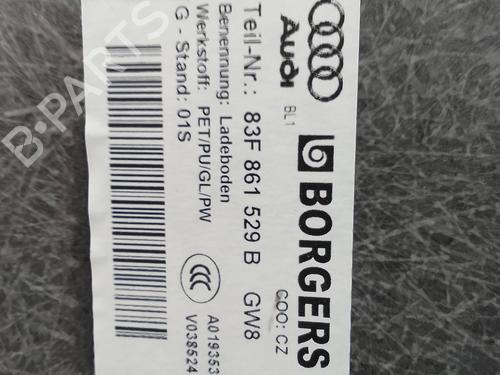 Audi BL1
BORGERS
COO: CZ
Teil-Nr.: 83F 861 529 B GW8
Benennung: Ladeboden
Werkstoff: PET/PU/GL/PW
G - Stand: 01S
CCC
A019353
V038524
B-PARTS